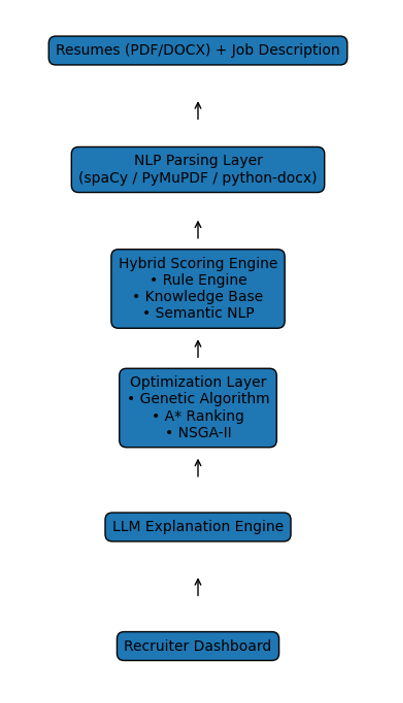 Resumes (PDF/DOCX) + Job Description
NLP Parsing Layer
(spaCy / PyMuPDF / python-docx)
Hybrid Scoring Engine
• Rule Engine
• Knowledge Base
• Semantic NLP
Optimization Layer
• Genetic Algorithm
• A* Ranking
• NSGA-II
LLM Explanation Engine
Recruiter Dashboard